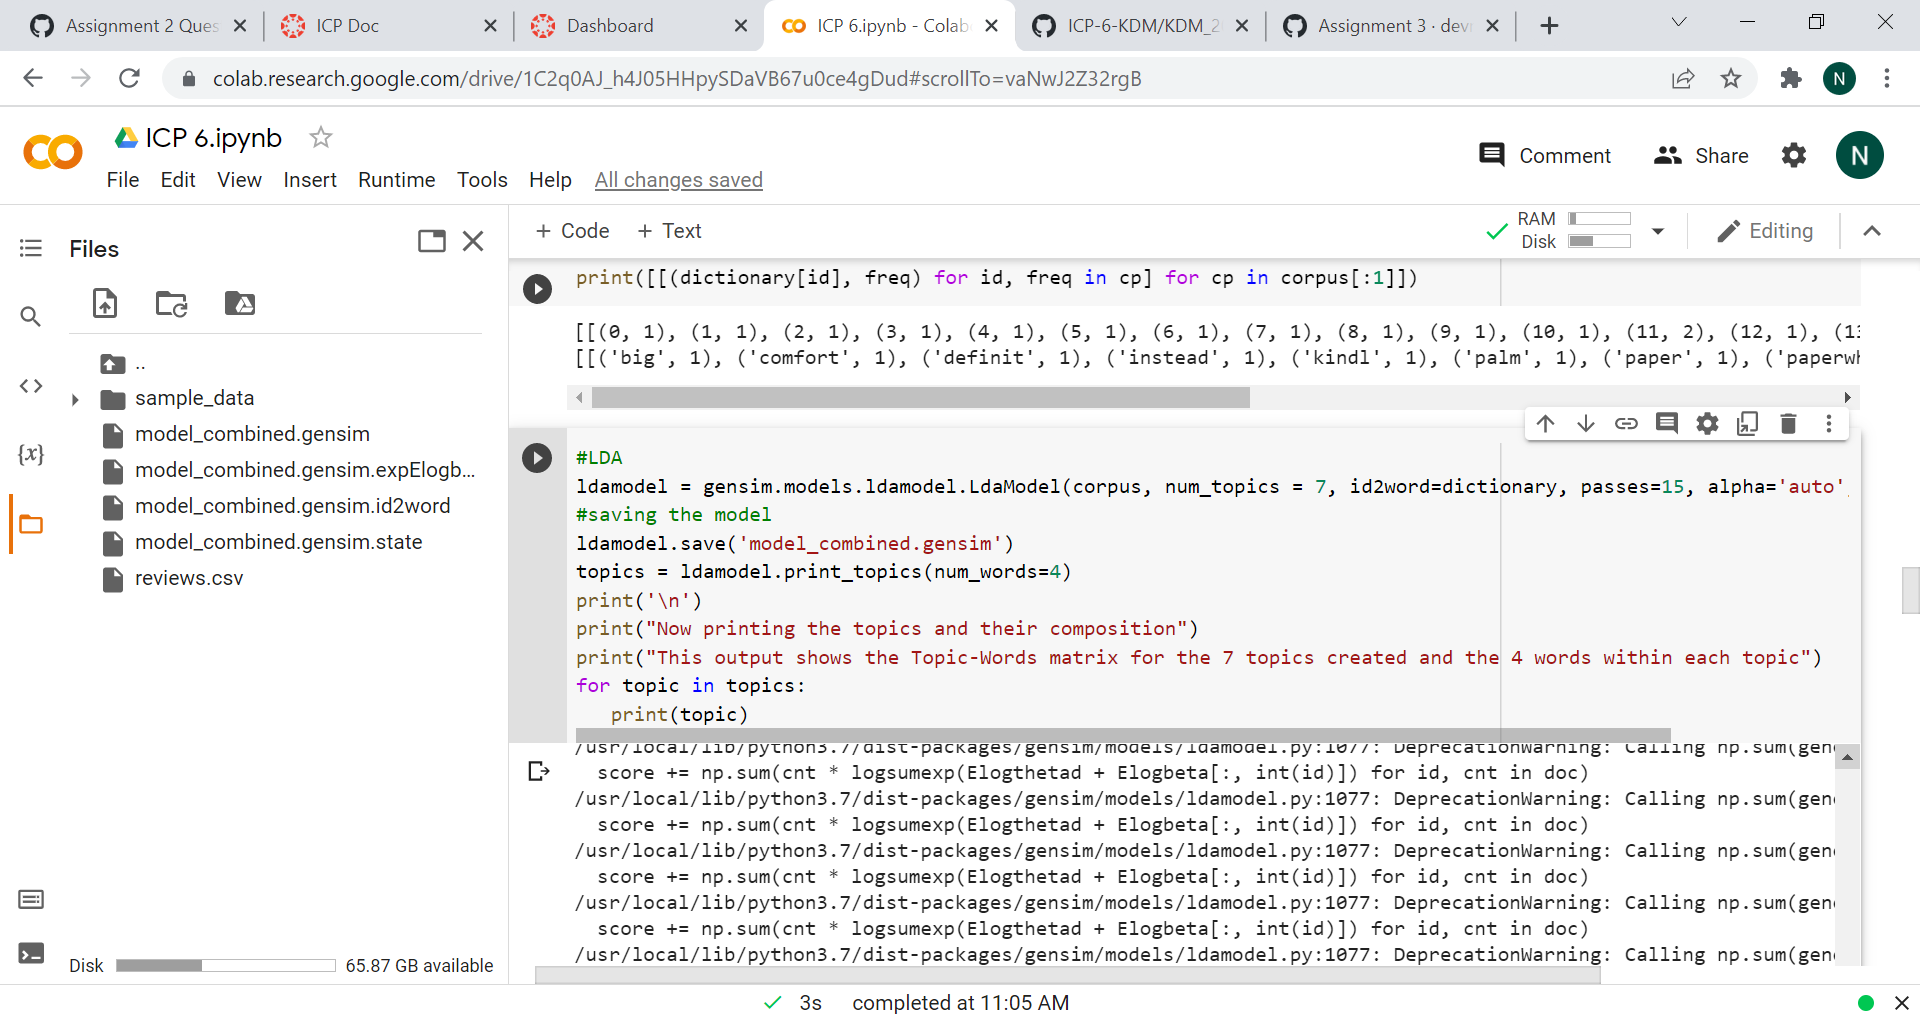 Assignment 2 Ques
ICP Doc
Dashboard
ICP 6.ipynb - Colab
ICP-6-KDM/KDM_2
Assignment 3 · dev
colab.research.google.com/drive/1C2q0AJ_h4J05HHpySDaVB67u0ce4gDud#scrollTo=vaNwJ2Z32rgB
N
ICP 6.ipynb
Comment
Share
N
File Edit View Insert Runtime Tools Help All changes saved
Files
+ Code + Text
RAM
Disk
Editing
..
sample_data
model_combined.gensim
model_combined.gensim.expElogb...
model_combined.gensim.id2word
model_combined.gensim.state
reviews.csv
Disk
65.87 GB available
print([[(dictionary[id], freq) for id, freq in cp] for cp in corpus[:1]])
[[(0, 1), (1, 1), (2, 1), (3, 1), (4, 1), (5, 1), (6, 1), (7, 1), (8, 1), (9, 1), (10, 1), (11, 2), (12, 1), (13
[[('big', 1), ('comfort', 1), ('definit', 1), ('instead', 1), ('kindl', 1), ('palm', 1), ('paper', 1), ('paperwh
#LDA
ldamodel = gensim.models.ldamodel.LdaModel(corpus, num_topics = 7, id2word=dictionary, passes=15, alpha='auto',
#saving the model
ldamodel.save('model_combined.gensim')
topics = ldamodel.print_topics(num_words=4)
print('\n')
print("Now printing the topics and their composition")
print("This output shows the Topic-Words matrix for the 7 topics created and the 4 words within each topic")
for topic in topics:
print(topic)
/usr/local/lib/python3.7/dist-packages/gensim/models/ldamodel.py:1077: DeprecationWarning: Calling np.sum(gen
score += np.sum(cnt * logsumexp(Elogthetad + Elogbeta[:, int(id)]) for id, cnt in doc)
/usr/local/lib/python3.7/dist-packages/gensim/models/ldamodel.py:1077: DeprecationWarning: Calling np.sum(gen
score += np.sum(cnt * logsumexp(Elogthetad + Elogbeta[:, int(id)]) for id, cnt in doc)
/usr/local/lib/python3.7/dist-packages/gensim/models/ldamodel.py:1077: DeprecationWarning: Calling np.sum(gen
score += np.sum(cnt * logsumexp(Elogthetad + Elogbeta[:, int(id)]) for id, cnt in doc)
/usr/local/lib/python3.7/dist-packages/gensim/models/ldamodel.py:1077: DeprecationWarning: Calling np.sum(gen
score += np.sum(cnt * logsumexp(Elogthetad + Elogbeta[:, int(id)]) for id, cnt in doc)
/usr/local/lib/python3.7/dist-packages/gensim/models/ldamodel.py:1077: DeprecationWarning: Calling np.sum(gen
3s completed at 11:05 AM